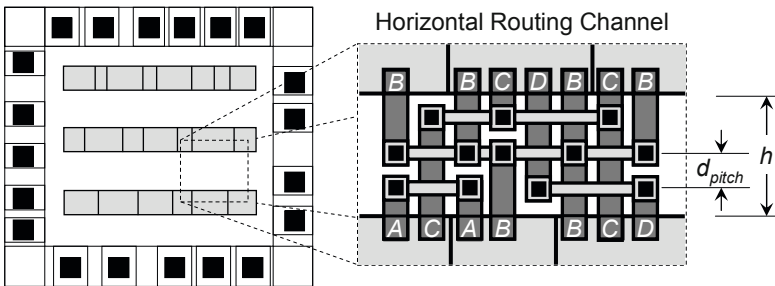 Horizontal Routing Channel
B B C D B C B
d_pitch
h
A C A B B C D